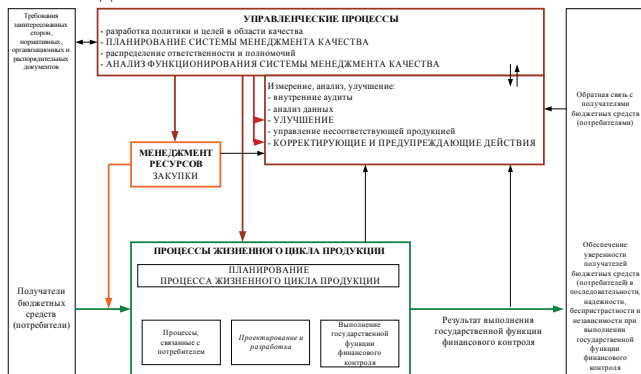 Требования
заинтересованных
сторон,
нормативных,
организационных и
распорядительных
документов
УПРАВЛЕНЧЕСКИЕ ПРОЦЕССЫ
- разработка политики и целей в области качества
- ПЛАНИРОВАНИЕ СИСТЕМЫ МЕНЕДЖМЕНТА КАЧЕСТВА
- распределение ответственности и полномочий
- АНАЛИЗ ФУНКЦИОНИРОВАНИЯ СИСТЕМЫ МЕНЕДЖМЕНТА КАЧЕСТВА
Измерение, анализ, улучшение:
- внутренние аудиты
- анализ данных
- УЛУЧШЕНИЕ
- управление несоответствующей продукцией
- КОРРЕКТИРУЮЩИЕ И ПРЕДУПРЕЖДАЮЩИЕ ДЕЙСТВИЯ
Обратная связь с
получателями
бюджетных средств
(потребителями)
МЕНЕДЖМЕНТ
РЕСУРСОВ
ЗАКУПКИ
ПРОЦЕССЫ ЖИЗНЕННОГО ЦИКЛА ПРОДУКЦИИ
ПЛАНИРОВАНИЕ
ПРОЦЕССА ЖИЗНЕННОГО ЦИКЛА ПРОДУКЦИИ
Процессы,
связанные с
потребителем
Проектирование и
разработка
Выполнение
государственной
функции
финансового
контроля
Получатели
бюджетных
средств
(потребители)
Результат выполнения
государственной функции
финансового контроля
Обеспечение
уверенности
получателей
бюджетных средств
(потребителей) в
последовательности,
надежности,
беспристрастности и
независимости при
выполнении
государственной
функции
финансового
контроля